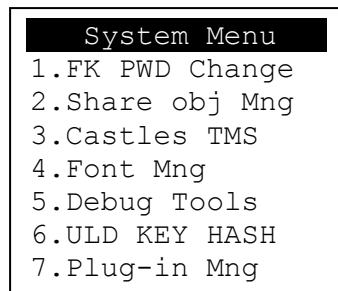 System Menu
1.FK PWD Change
2.Share obj Mng
3.Castles TMS
4.Font Mng
5.Debug Tools
6.ULD KEY HASH
7.Plug-in Mng